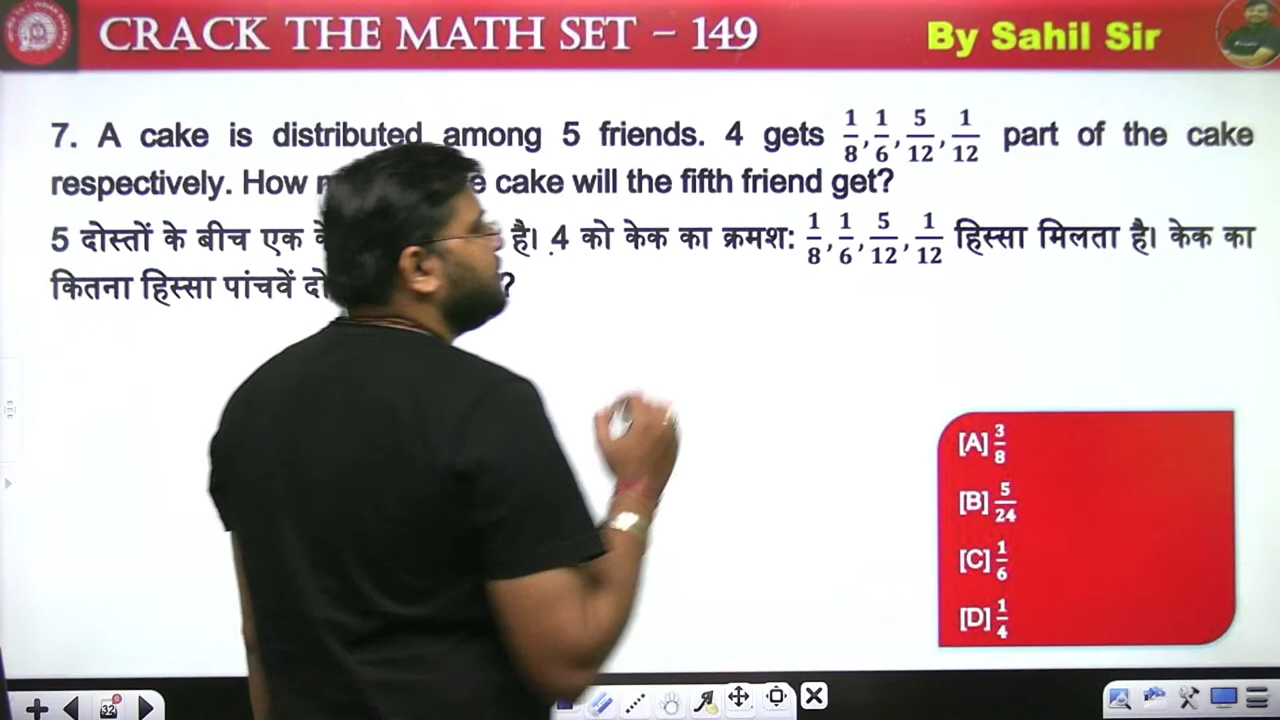 CRACK THE MATH SET – 149
By Sahil Sir
7. A cake is distributed among 5 friends. 4 gets 1/8, 1/6, 5/12, 1/12 part of the cake
respectively. How cake will the fifth friend get?
5 दोस्तों के बीच एक है। 4 को केक का क्रमश: 1/8, 1/6, 5/12, 1/12 हिस्सा मिलता है। केक का
कितना हिस्सा पांचवें ?
[A] 3/8
[B] 5/24
[C] 1/6
[D] 1/4
32